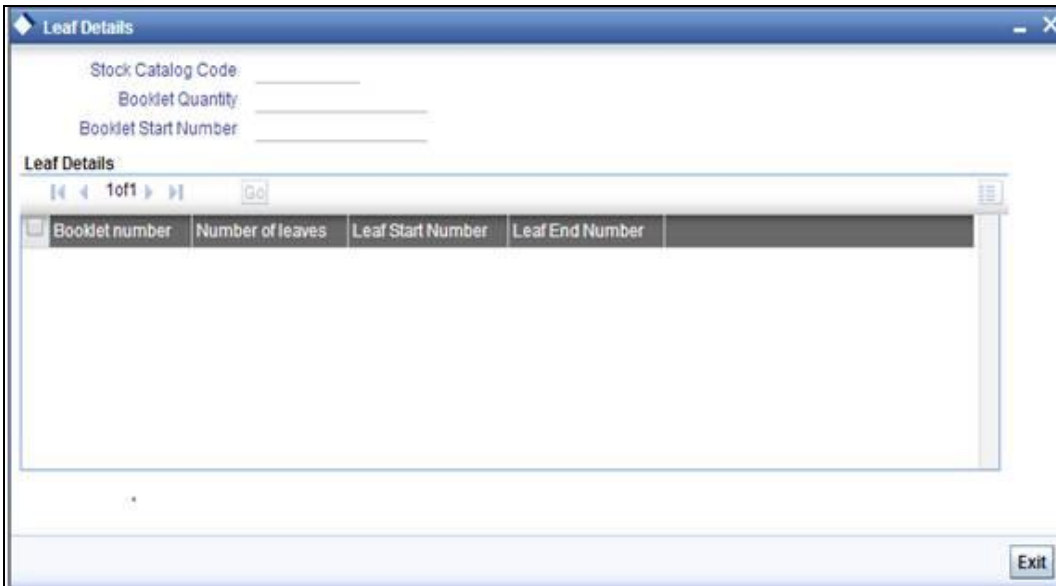 Leaf Details
Stock Catalog Code
Booklet Quantity
Booklet Start Number
Leaf Details
1of1 Go
Booklet number Number of leaves Leaf Start Number Leaf End Number
Exit